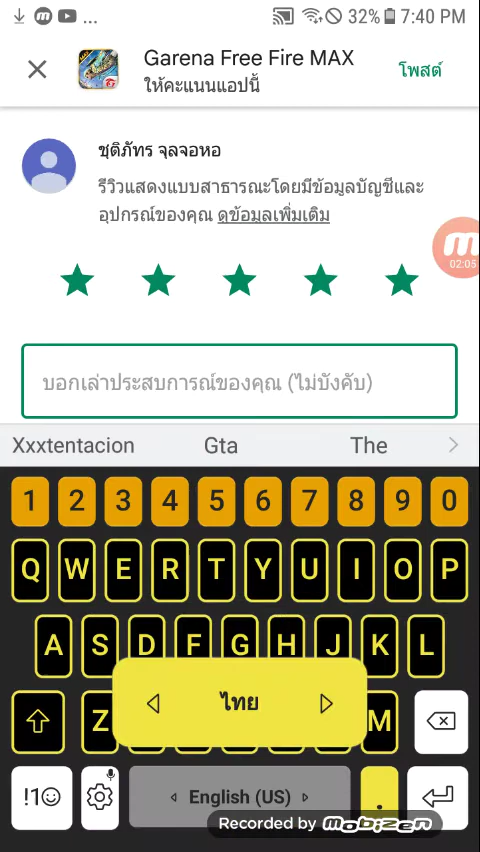 ... 32% 7:40 PM
Garena Free Fire MAX
ให้คะแนนแอปนี้
โพสต์
ชุติภัทร จุลจอหอ
รีวิวแสดงแบบสาธารณะโดยมีข้อมูลบัญชีและ
อุปกรณ์ของคุณ ดูข้อมูลเพิ่มเติม
02:05
บอกเล่าประสบการณ์ของคุณ (ไม่บังคับ)
Xxxtentacion Gta The
1 2 3 4 5 6 7 8 9 0
Q W E R T Y U I O P
A S D F G H J K L
ไทย
Z M
!1☺ English (US) .
Recorded by mobizen